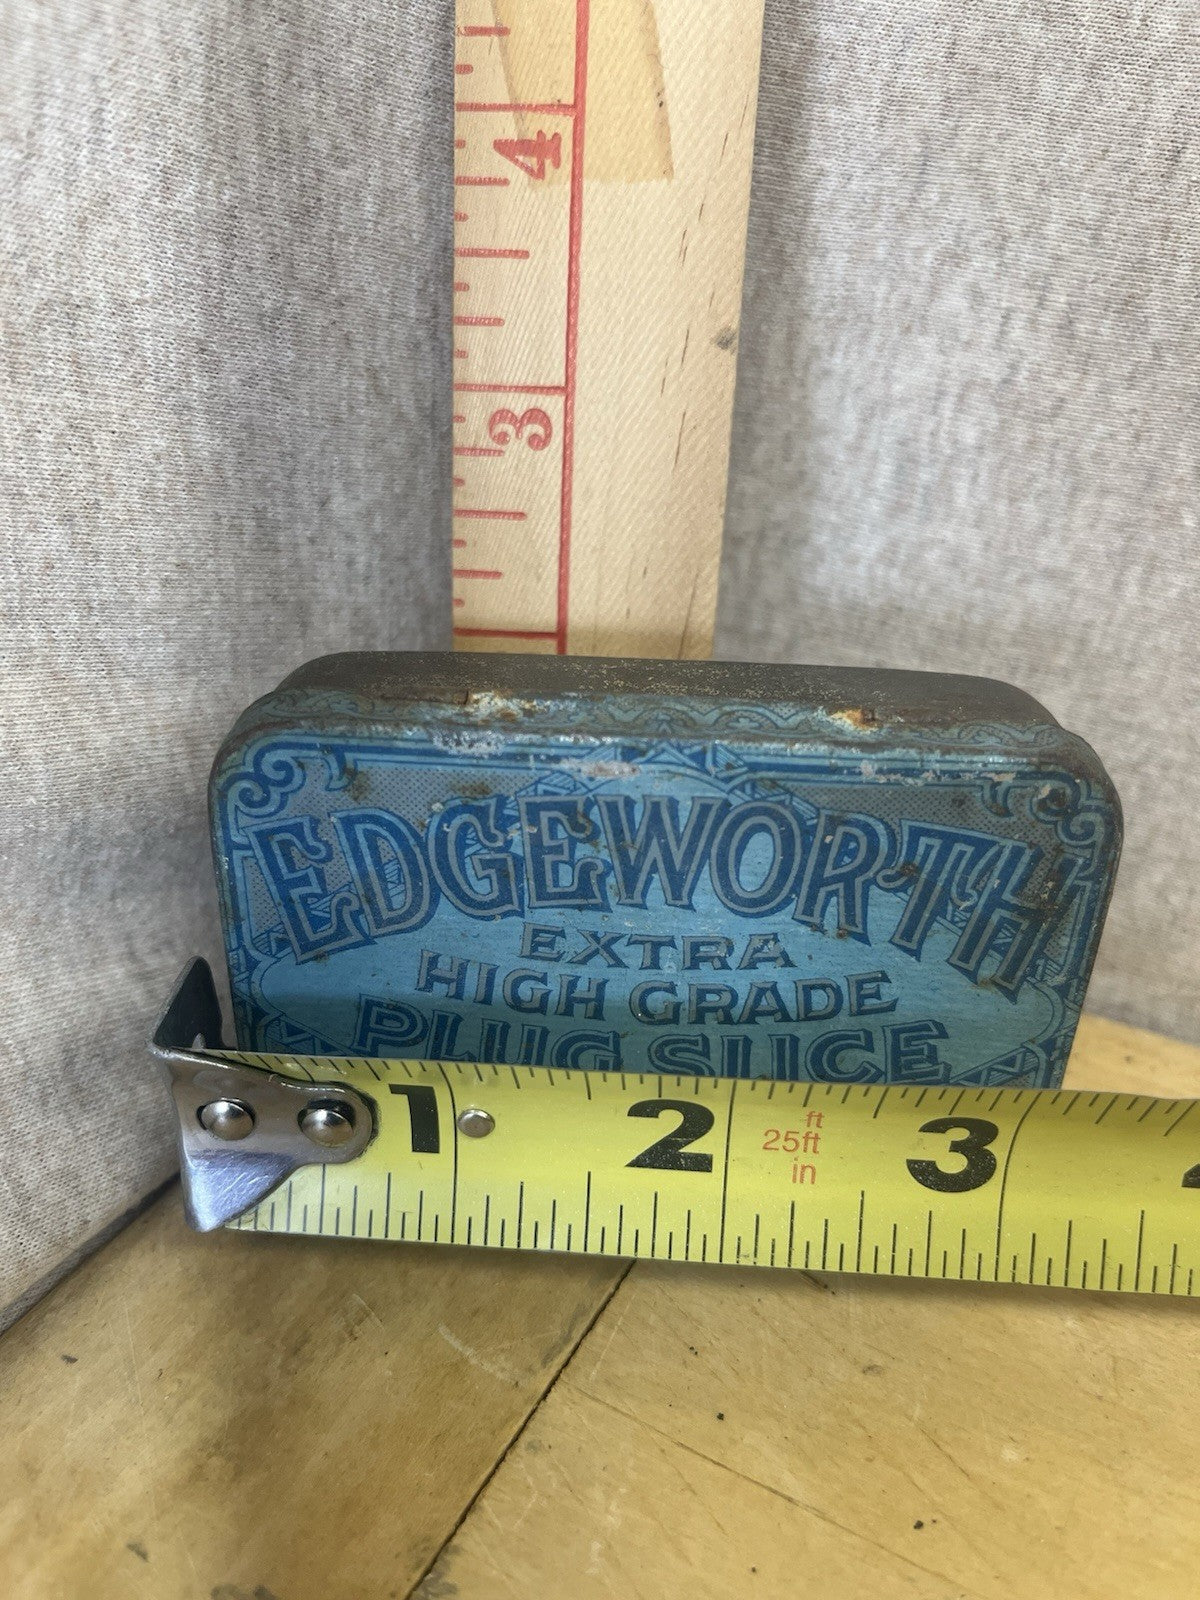 4
3
EDGEWORTH
EXTRA
HIGH GRADE
PLUG SLICE
1 2 3
ft
25ft
in